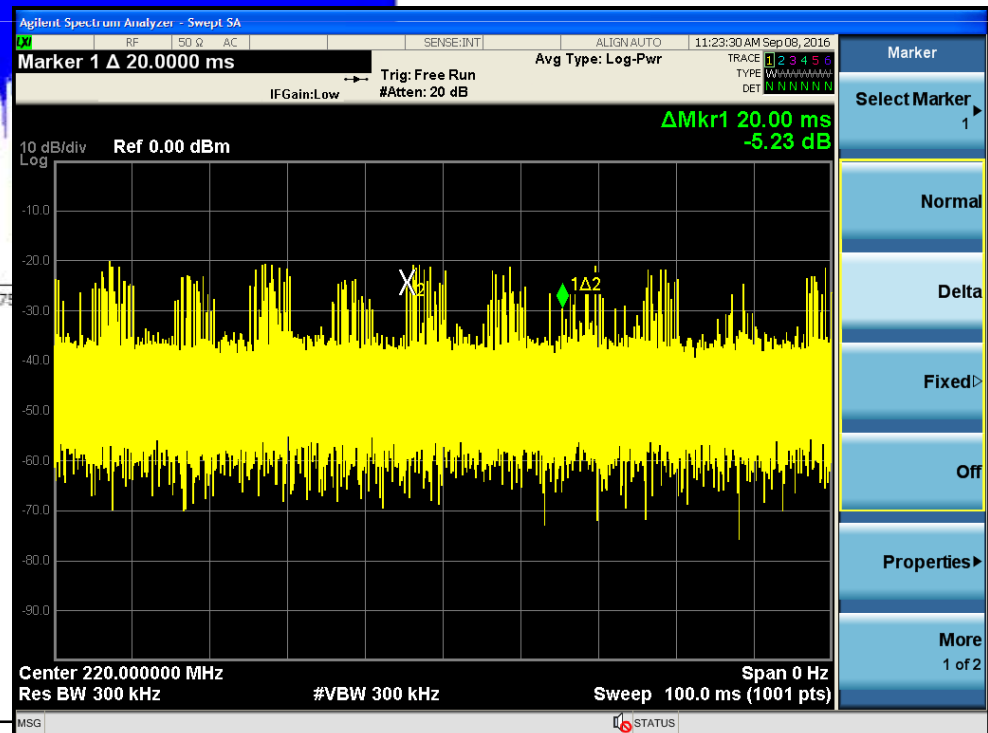 Agilent Spectrum Analyzer - Swept SA
LXI RF 50 Ω AC SENSE:INT ALIGN AUTO 11:23:30 AM Sep 08, 2016
Marker 1 Δ 20.0000 ms
Trig: Free Run
IFGain:Low #Atten: 20 dB
Avg Type: Log-Pwr
TRACE 1 2 3 4 5 6
TYPE
DET N N N N N N
ΔMkr1 20.00 ms
-5.23 dB
10 dB/div Ref 0.00 dBm
Log
-10.0
-20.0
-30.0
-40.0
-50.0
-60.0
-70.0
-80.0
-90.0
X2
1Δ2
Center 220.000000 MHz Span 0 Hz
Res BW 300 kHz #VBW 300 kHz Sweep 100.0 ms (1001 pts)
MSG STATUS
Marker
Select Marker
1
Normal
Delta
Fixed
Off
Properties
More
1 of 2